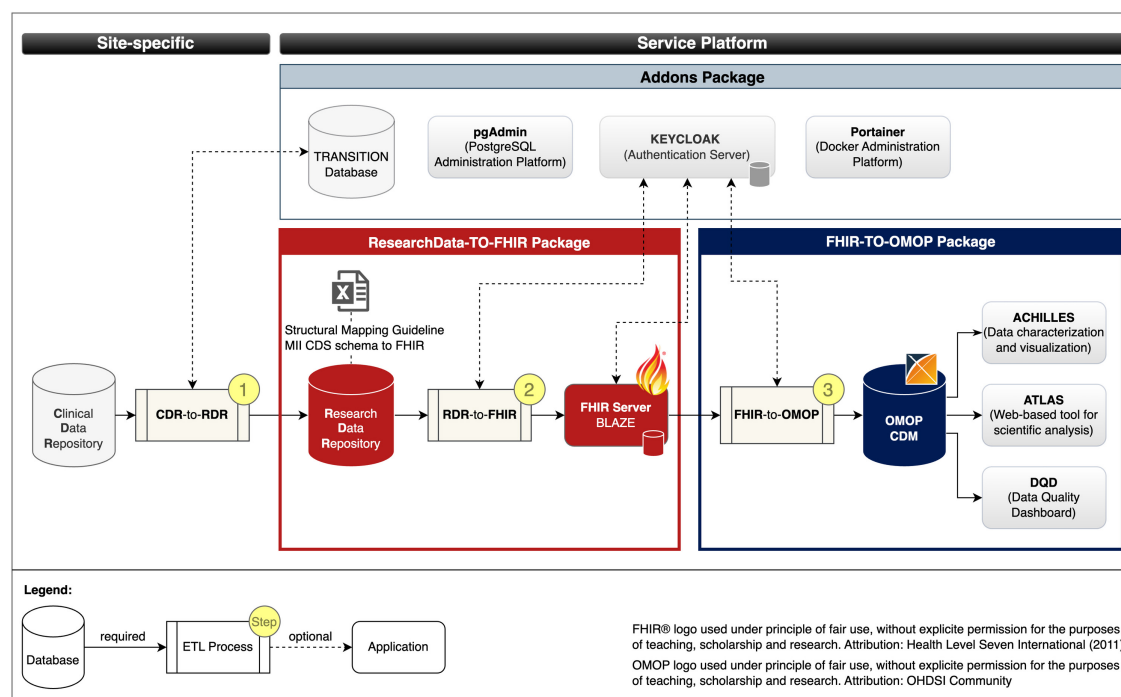 Site-specific
Service Platform
Addons Package
TRANSITION
Database
pgAdmin
(PostgreSQL
Administration Platform)
KEYCLOAK
(Authentication Server)
Portainer
(Docker Administration
Platform)
ResearchData-TO-FHIR Package
FHIR-TO-OMOP Package
X
Structural Mapping Guideline
MII CDS schema to FHIR
Clinical
Data
Repository
1
CDR-to-RDR
Research
Data
Repository
2
RDR-to-FHIR
FHIR Server
BLAZE
3
FHIR-to-OMOP
OMOP
CDM
ACHILLES
(Data characterization
and visualization)
ATLAS
(Web-based tool for
scientific analysis)
DQD
(Data Quality
Dashboard)
Legend:
Database
required
Step
ETL Process
optional
Application
FHIR® logo used under principle of fair use, without explicite permission for the purposes
of teaching, scholarship and research. Attribution: Health Level Seven International (2011)
OMOP logo used under principle of fair use, without explicite permission for the purposes
of teaching, scholarship and research. Attribution: OHDSI Community